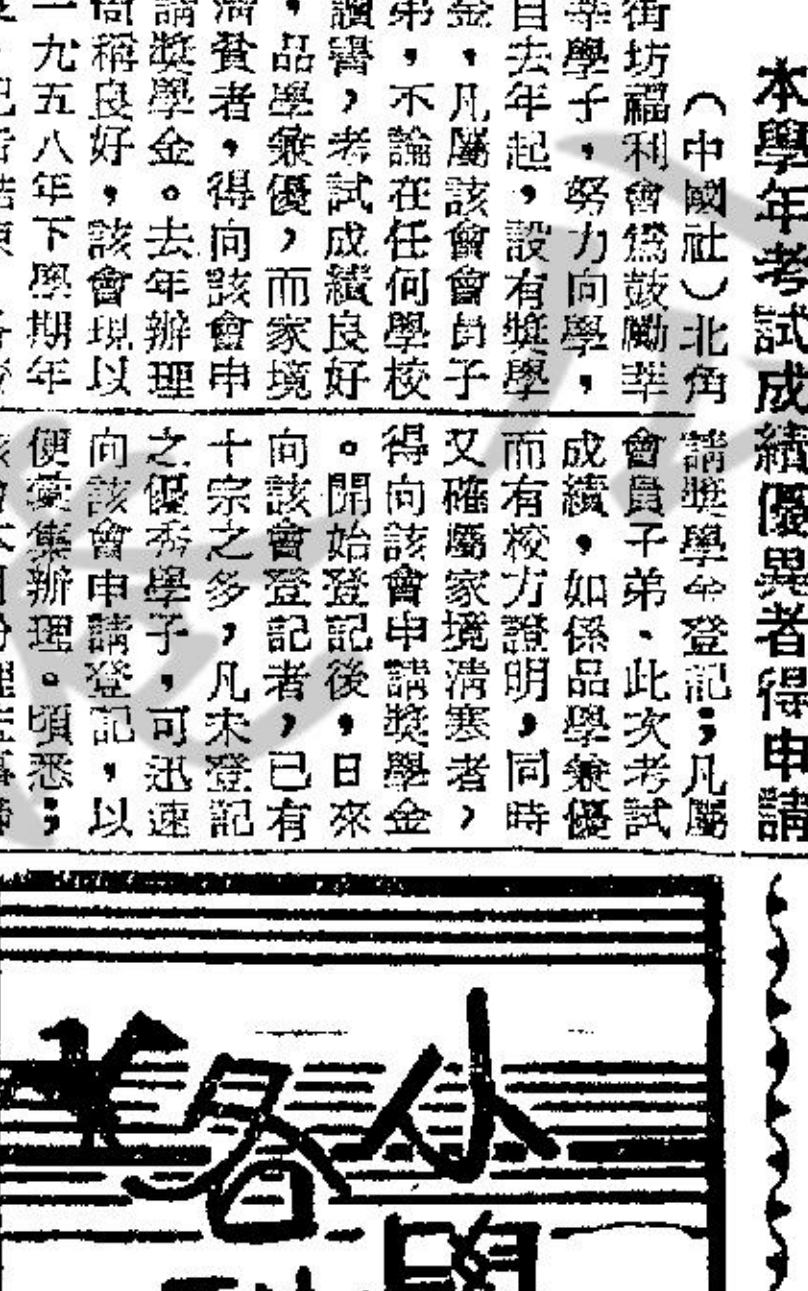 本學年考試成績優異者得申請
(中國社)北角
街坊福利會爲鼓勵莘
莘學子,努力向學,
自去年起,設有獎學
金,凡屬該會會員子
弟,不論在任何學校
讀書,考試成績良好
,品學兼優,而家境
清貧者,得向該會申
請獎學金。去年辦理
尚稱良好,該會現以
一九五八年下學期年
請獎學金登記;凡屬
會員子弟、此次考試
成績,如係品學兼優
而有校方證明,同時
又確屬家境清寒者,
得向該會申請獎學金
。開始登記後,日來
向該會登記者,已有
十宗之多,凡未登記
之優秀學子,可迅速
向該會申請登記,以
便彙集辦理。頃悉;